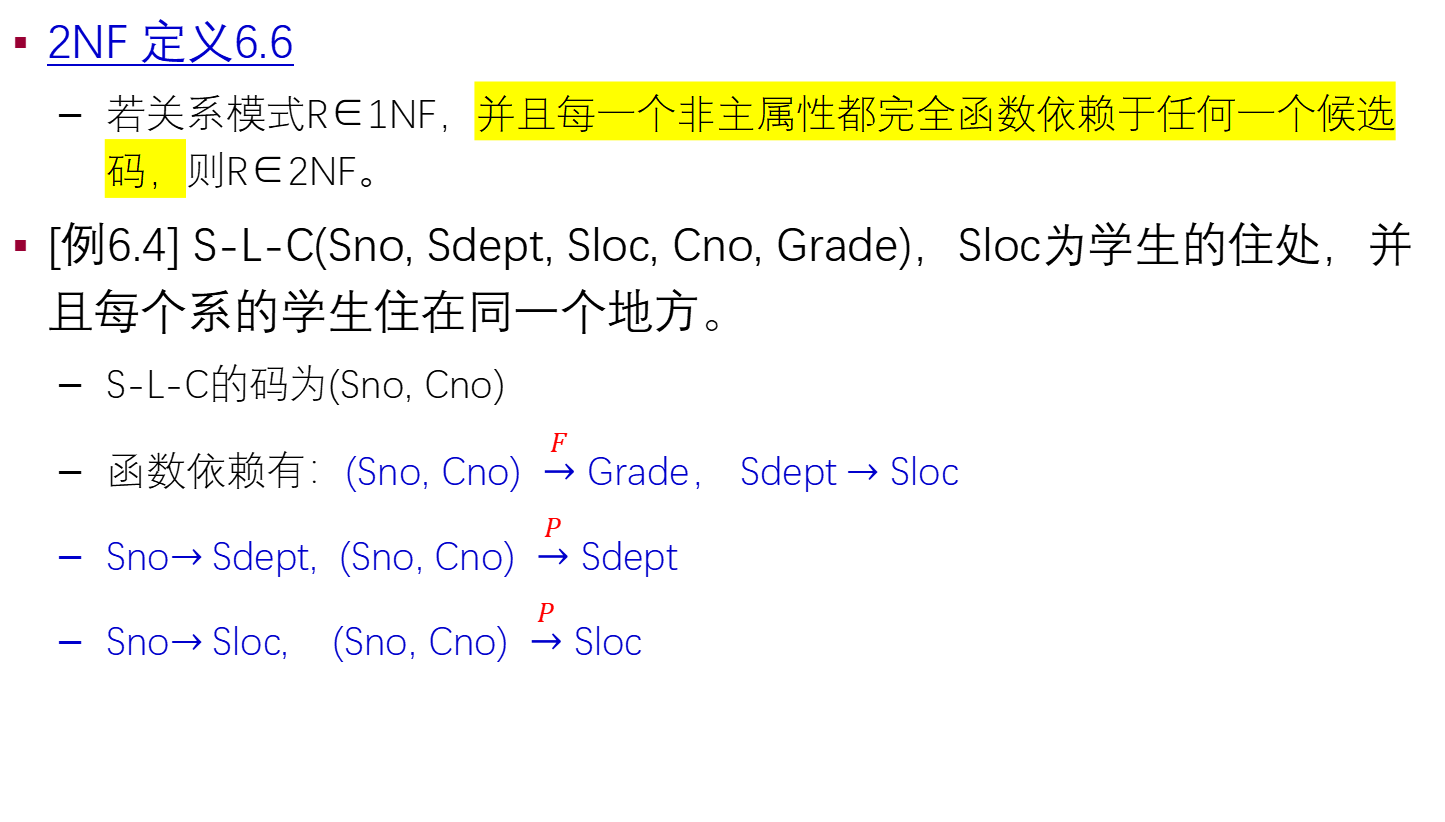 ▪ 2NF 定义6.6
– 若关系模式R∈1NF，并且每一个非主属性都完全函数依赖于任何一个候选
码，则R∈2NF。
▪ [例6.4] S-L-C(Sno, Sdept, Sloc, Cno, Grade)，Sloc为学生的住处，并
且每个系的学生住在同一个地方。
– S-L-C的码为(Sno, Cno)
F
– 函数依赖有：(Sno, Cno) → Grade， Sdept → Sloc
P
– Sno→ Sdept, (Sno, Cno) → Sdept
P
– Sno→ Sloc, (Sno, Cno) → Sloc